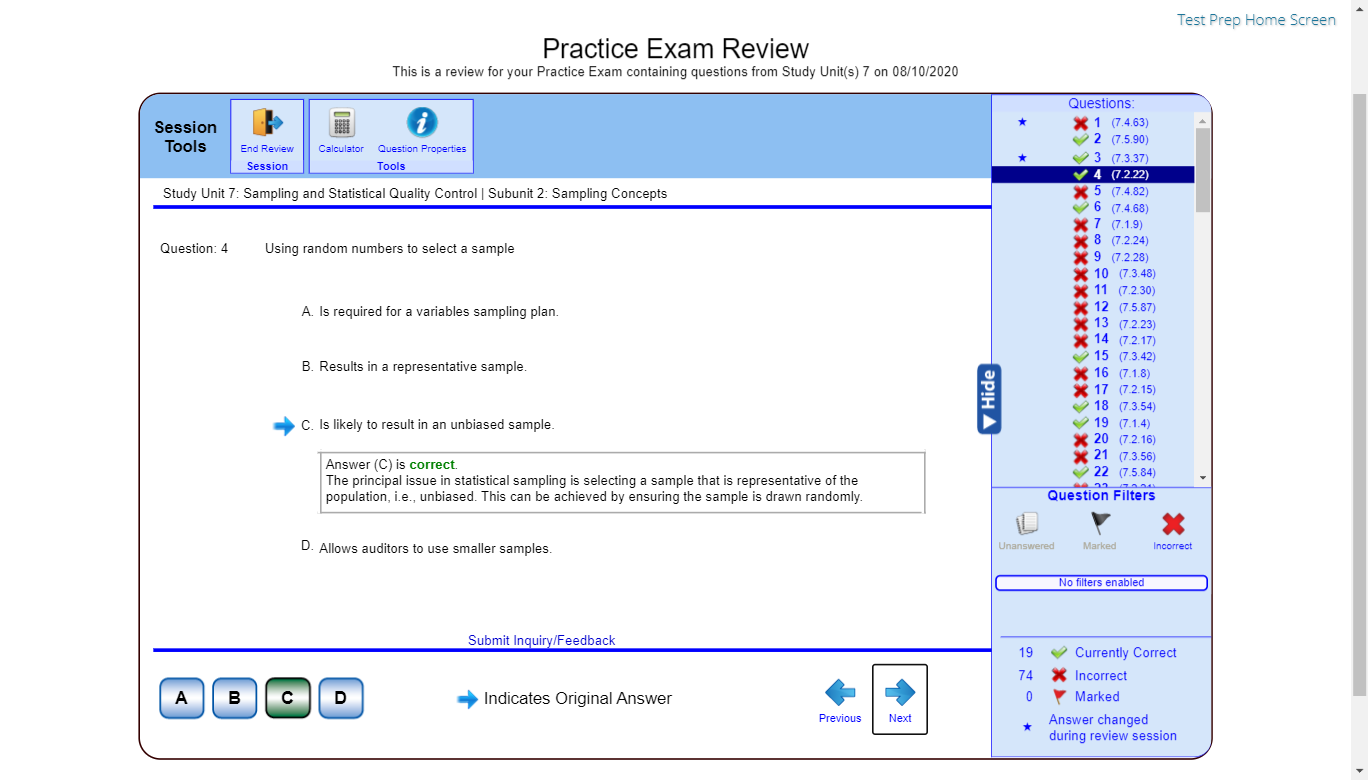 Test Prep Home Screen
Practice Exam Review
This is a review for your Practice Exam containing questions from Study Unit(s) 7 on 08/10/2020
Session Tools
End Review
Session
Calculator
Question Properties
Tools
Study Unit 7: Sampling and Statistical Quality Control | Subunit 2: Sampling Concepts
Question: 4 Using random numbers to select a sample
A. Is required for a variables sampling plan.
B. Results in a representative sample.
C. Is likely to result in an unbiased sample.
Answer (C) is correct.
The principal issue in statistical sampling is selecting a sample that is representative of the
population, i.e., unbiased. This can be achieved by ensuring the sample is drawn randomly.
D. Allows auditors to use smaller samples.
Submit Inquiry/Feedback
A B C D
Indicates Original Answer
Previous
Next
Hide
Questions:
1 (7.4.63)
2 (7.5.90)
3 (7.3.37)
4 (7.2.22)
5 (7.4.82)
6 (7.4.68)
7 (7.1.9)
8 (7.2.24)
9 (7.2.28)
10 (7.3.48)
11 (7.2.30)
12 (7.5.87)
13 (7.2.23)
14 (7.2.17)
15 (7.3.42)
16 (7.1.8)
17 (7.2.15)
18 (7.3.54)
19 (7.1.4)
20 (7.2.16)
21 (7.3.56)
22 (7.5.84)
Question Filters
Unanswered
Marked
Incorrect
No filters enabled
19 Currently Correct
74 Incorrect
0 Marked
Answer changed
during review session